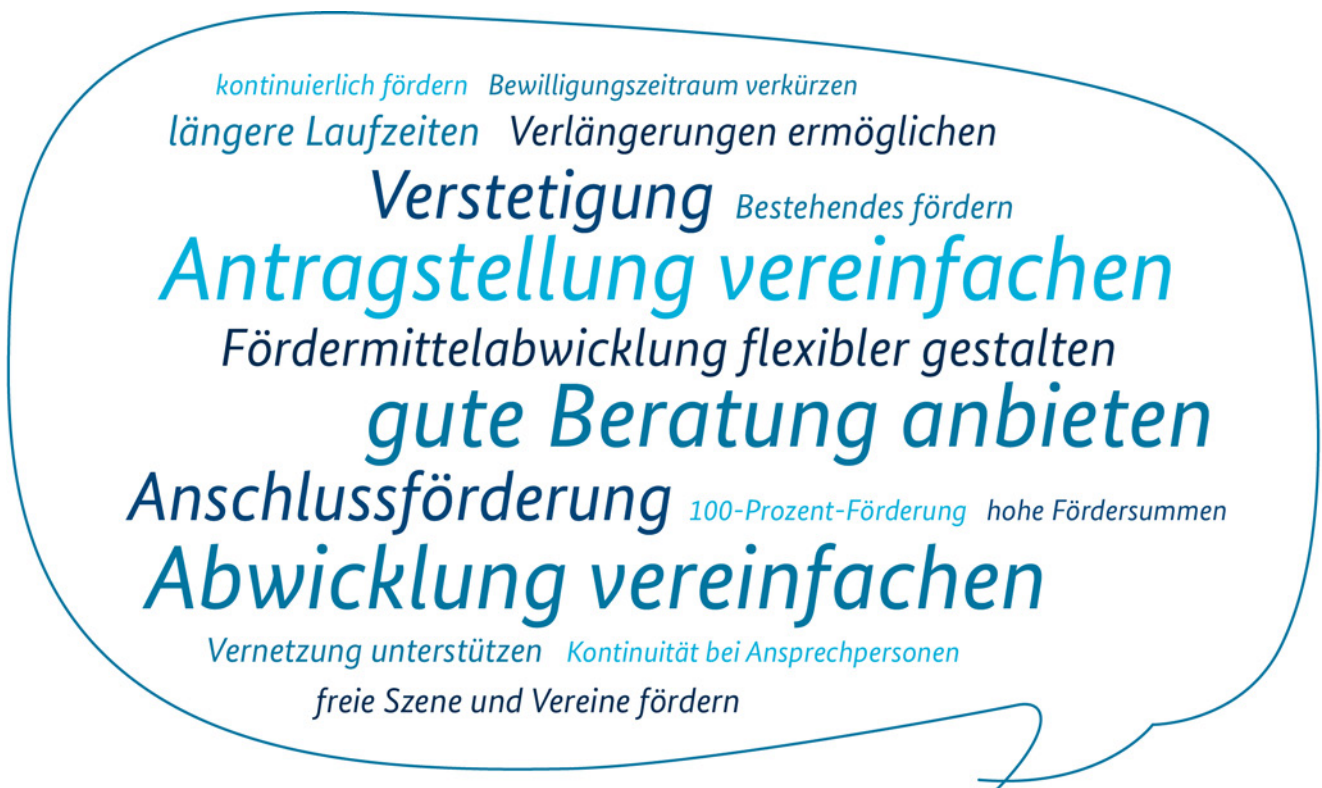 kontinuierlich fördern Bewilligungszeitraum verkürzen
längere Laufzeiten Verlängerungen ermöglichen
Verstetigung Bestehendes fördern
Antragstellung vereinfachen
Fördermittelabwicklung flexibler gestalten
gute Beratung anbieten
Anschlussförderung 100-Prozent-Förderung hohe Fördersummen
Abwicklung vereinfachen
Vernetzung unterstützen Kontinuität bei Ansprechpersonen
freie Szene und Vereine fördern